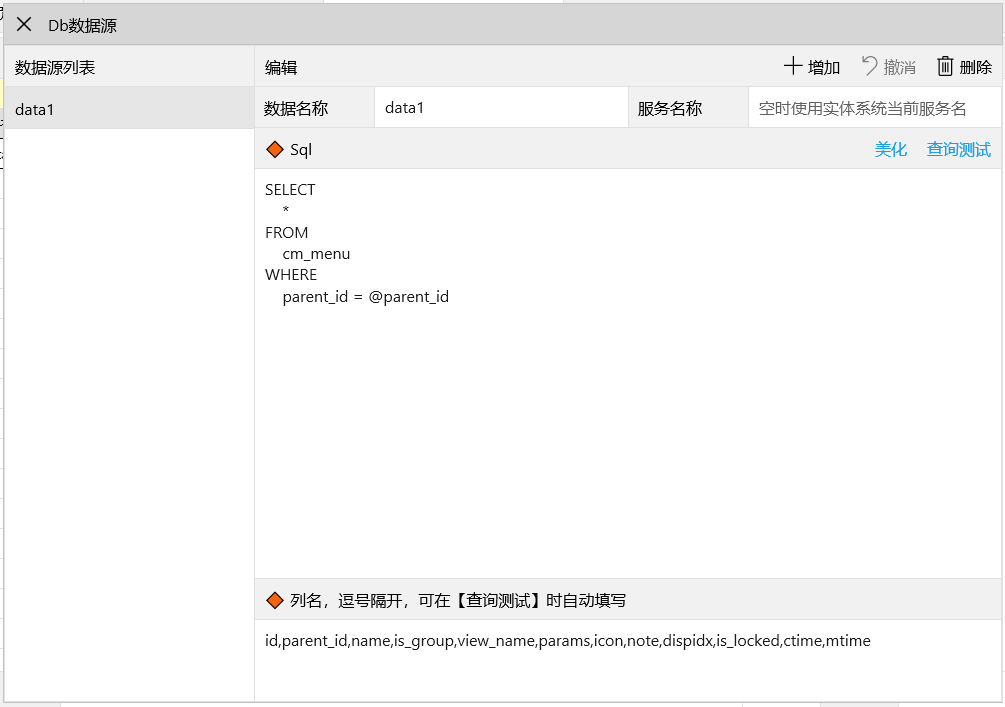 Db数据源
数据源列表
编辑
增加
撤消
删除
data1
数据名称
data1
服务名称
空时使用实体系统当前服务名
Sql
美化
查询测试
SELECT
*
FROM
cm_menu
WHERE
parent_id = @parent_id
列名，逗号隔开，可在【查询测试】时自动填写
id,parent_id,name,is_group,view_name,params,icon,note,dispidx,is_locked,ctime,mtime